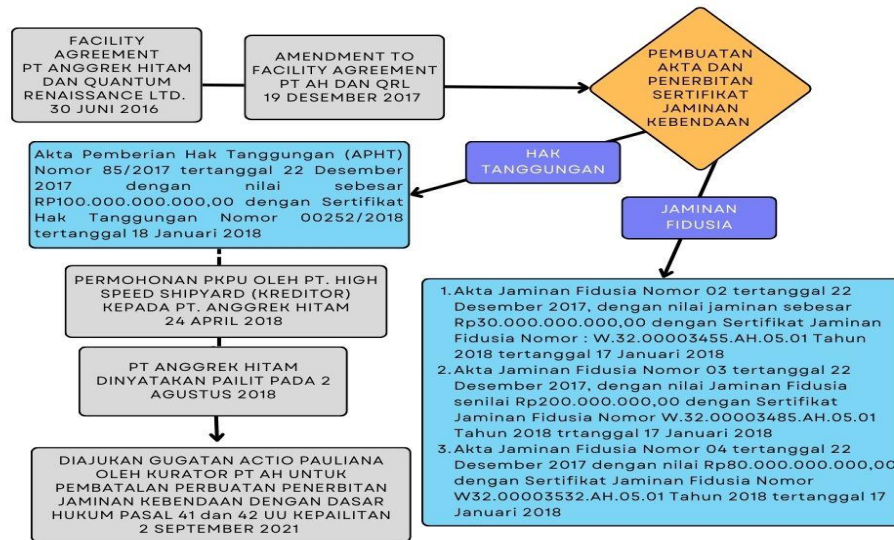 FACILITY
AGREEMENT
PT ANGGREK HITAM
DAN QUANTUM
RENAISSANCE LTD.
30 JUNI 2016
AMENDMENT TO
FACILITY AGREEMENT
PT AH DAN QRL
19 DESEMBER 2017
PEMBUATAN
AKTA DAN
PENERBITAN
SERTIFIKAT
JAMINAN
KEBENDAAN
HAK
TANGGUNGAN
Akta Pemberian Hak Tanggungan (APHT)
Nomor 85/2017 tertanggal 22 Desember
2017 dengan nilai sebesar
RP100.000.000.000,00 dengan Sertifikat
Hak Tanggungan Nomor 00252/2018
tertanggal 18 Januari 2018
JAMINAN
FIDUSIA
PERMOHONAN PKPU OLEH PT. HIGH
SPEED SHIPYARD (KREDITOR)
KEPADA PT. ANGGREK HITAM
24 APRIL 2018
PT ANGGREK HITAM
DINYATAKAN PAILIT PADA 2
AGUSTUS 2018
DIAJUKAN GUGATAN ACTIO PAULIANA
OLEH KURATOR PT AH UNTUK
PEMBATALAN PERBUATAN PENERBITAN
JAMINAN KEBENDAAN DENGAN DASAR
HUKUM PASAL 41 and 42 UU KEPAILITAN
2 SEPTEMBER 2021
1. Akta Jaminan Fidusia Nomor 02 tertanggal 22
Desember 2017, dengan nilai jaminan sebesar
Rp30.000.000.000,00 dengan Sertifikat Jaminan
Fidusia Nomor : W.32.00003455.AH.05.01 Tahun
2018 tertanggal 17 Januari 2018
2. Akta Jaminan Fidusia Nomor 03 tertanggal 22
Desember 2017, dengan nilai Jaminan Fidusia
senilai Rp200.000.000,00 dengan Sertifikat
Jaminan Fidusia Nomor W.32.00003485.AH.05.01
Tahun 2018 trtanggal 17 Januari 2018
3. Akta Jaminan Fidusia Nomor 04 tertanggal 22
Desember 2017 dengan nilai Rp80.000.000.000,00
dengan Sertifikat Jaminan Fidusia Nomor
W32.00003532.AH.05.01 Tahun 2018 tertanggal 17
Januari 2018